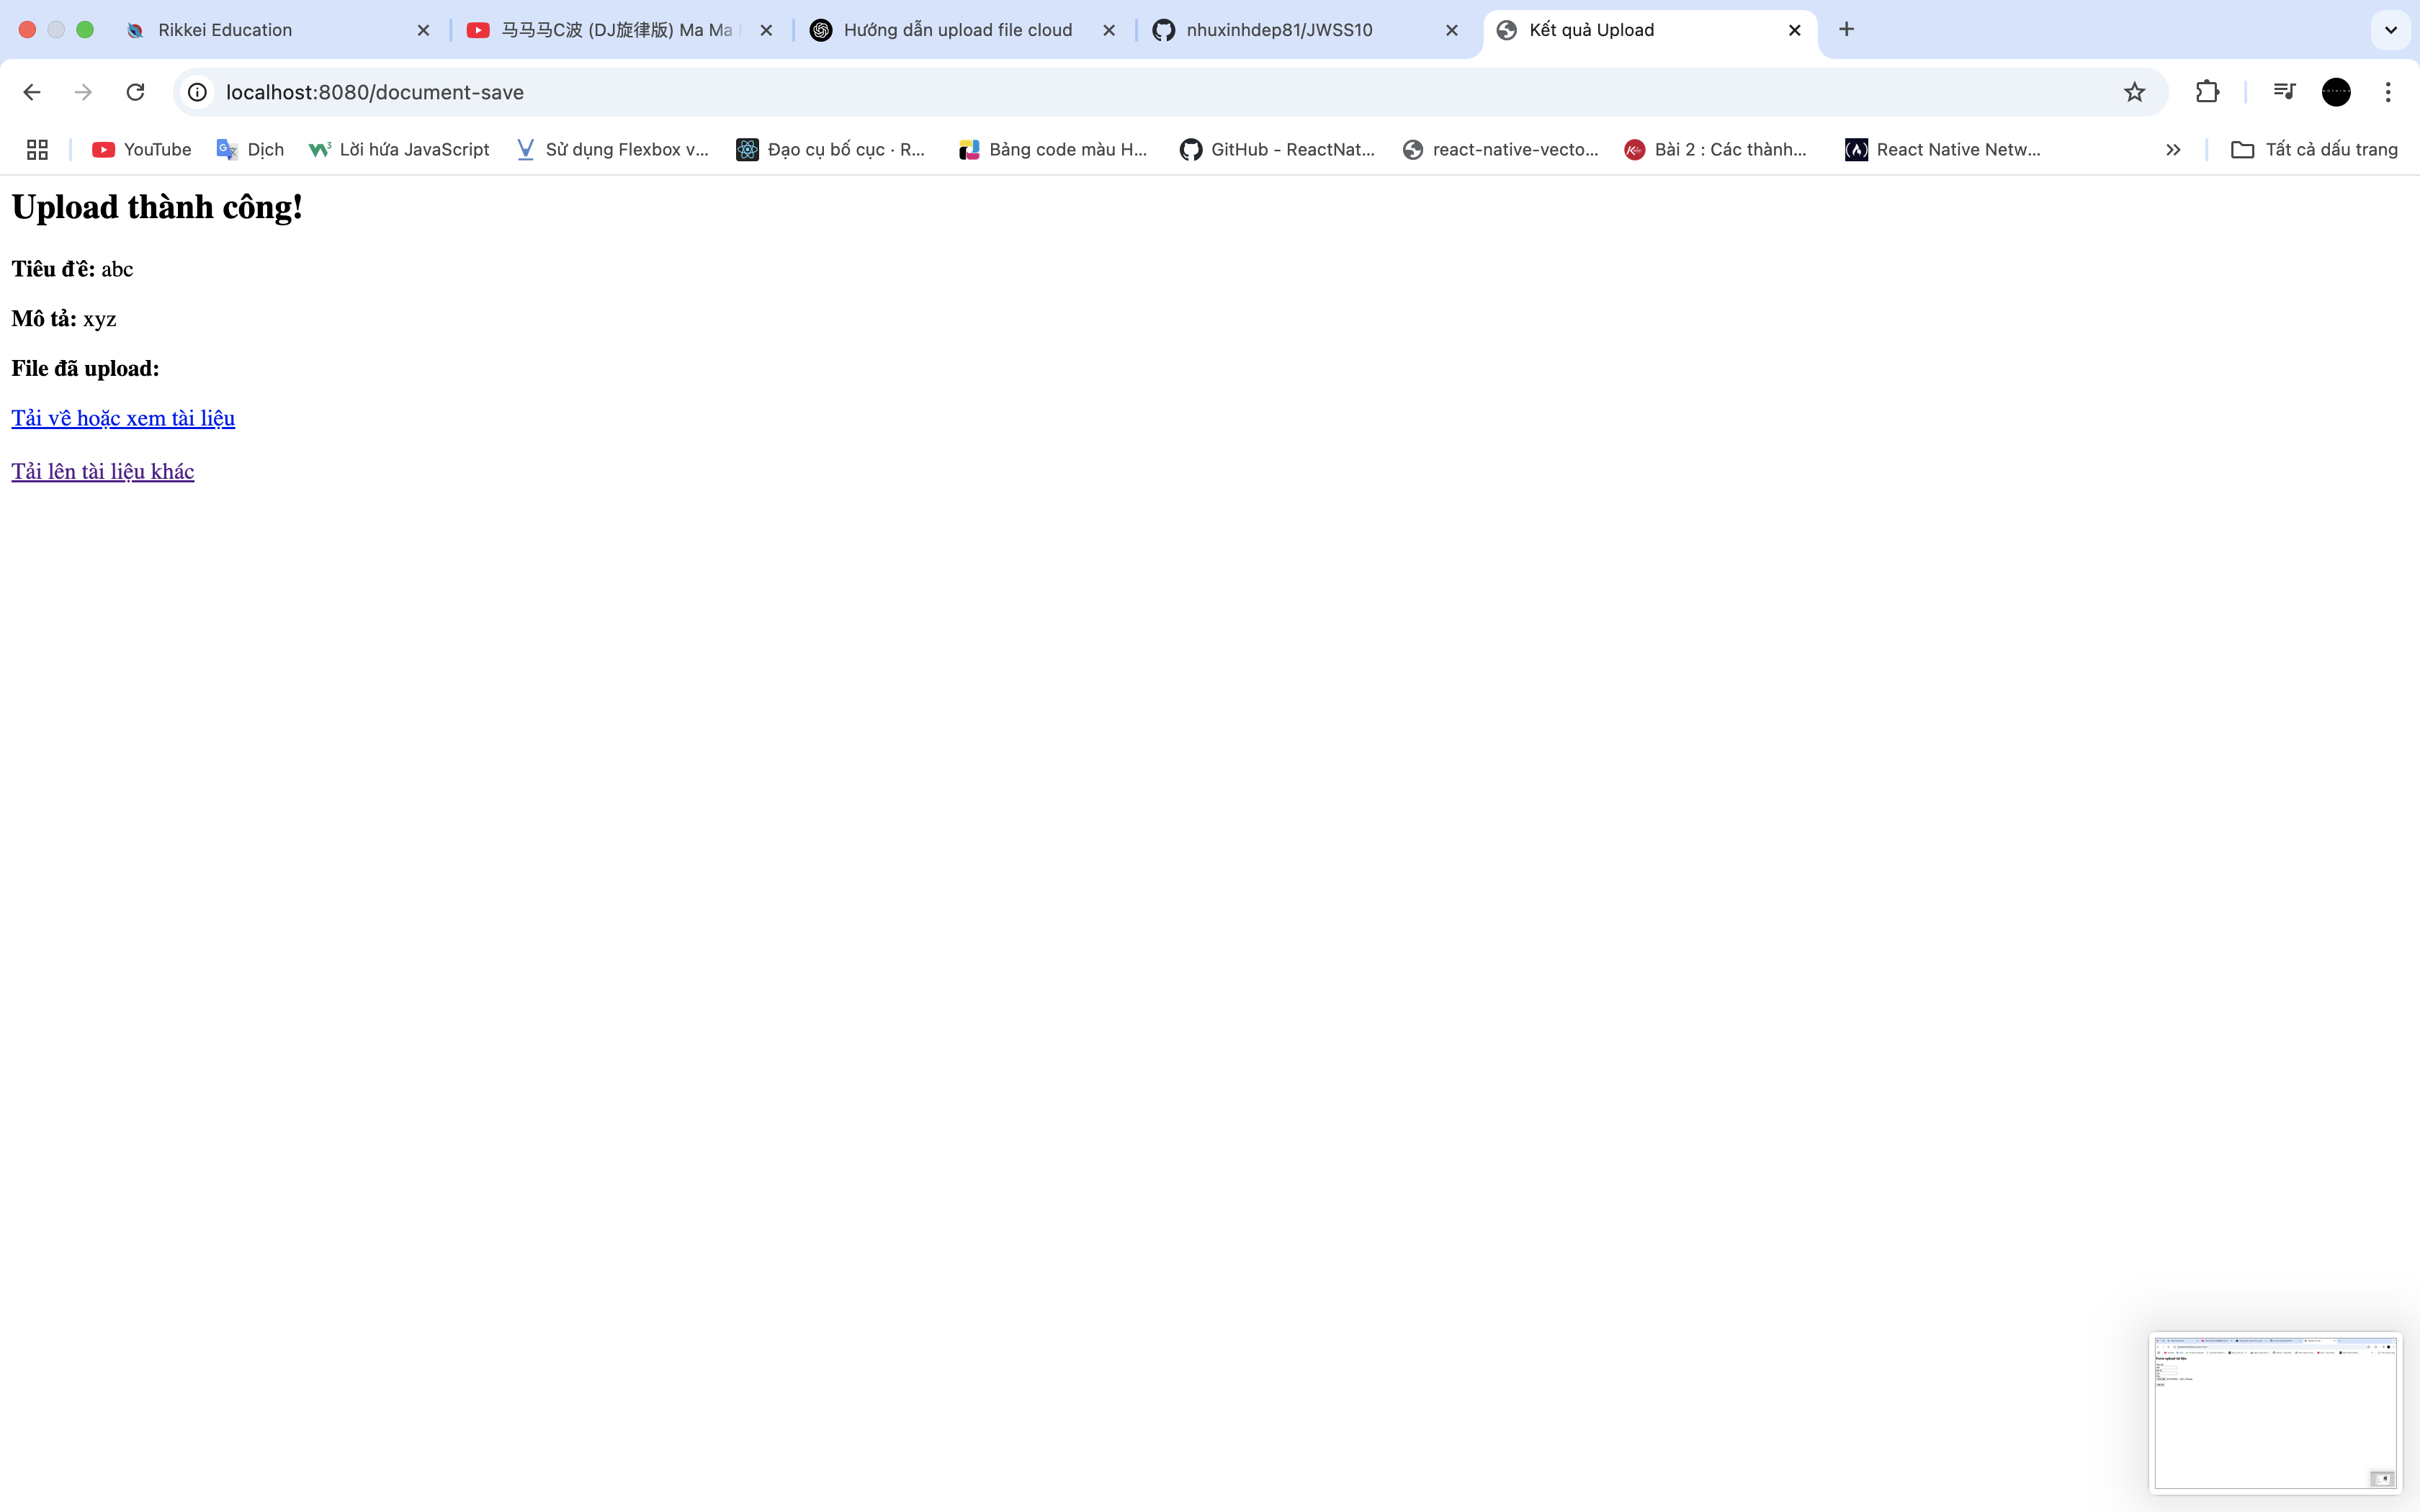 Rikkei Education
马马马C波 (DJ旋律版) Ma Ma
Hướng dẫn upload file cloud
nhuxinhdep81/JWSS10
Kết quả Upload
localhost:8080/document-save
YouTube
Dịch
Lời hứa JavaScript
Sử dụng Flexbox v...
Đạo cụ bố cục · R...
Bảng code màu H...
GitHub - ReactNat...
react-native-vecto...
Bài 2 : Các thành...
React Native Netw...
Tất cả dấu trang
Upload thành công!
Tiêu đề: abc
Mô tả: xyz
File đã upload:
Tải về hoặc xem tài liệu
Tải lên tài liệu khác